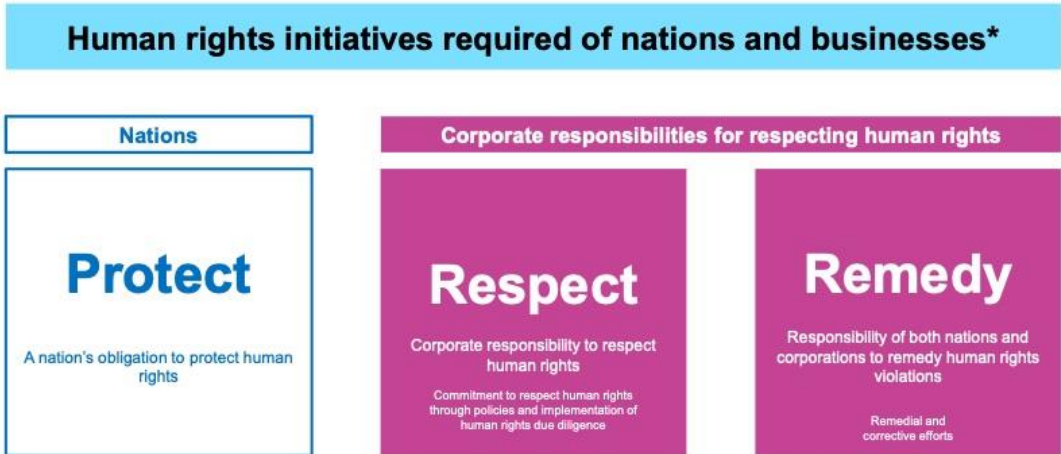 Human rights initiatives required of nations and businesses*
Nations
Protect
A nation's obligation to protect human
rights
Corporate responsibilities for respecting human rights
Respect
Corporate responsibility to respect
human rights
Commitment to respect human rights
through policies and implementation of
human rights due diligence
Remedy
Responsibility of both nations and
corporations to remedy human rights
violations
Remedial and
corrective efforts